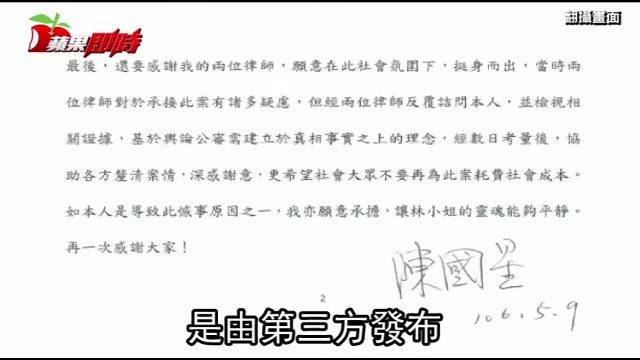 蘋果即時
翻攝畫面
最後，還要感謝我的兩位律師，願意在此社會氛圍下，挺身而出，當時兩
位律師對於承接此案有諸多疑慮，但經兩位律師反覆詰問本人，並檢視相
關證據，基於輿論公審需建立於真相事實之上的理念，經數日考量後，協
助各方釐清案情，深感謝意，更希望社會大眾不要再為此案耗費社會成本。
如本人是導致此憾事原因之一，我亦願意承擔，讓林小姐的靈魂能夠平靜。
再一次感謝大家！
陳國星
106.5.9
2
是由第三方發布